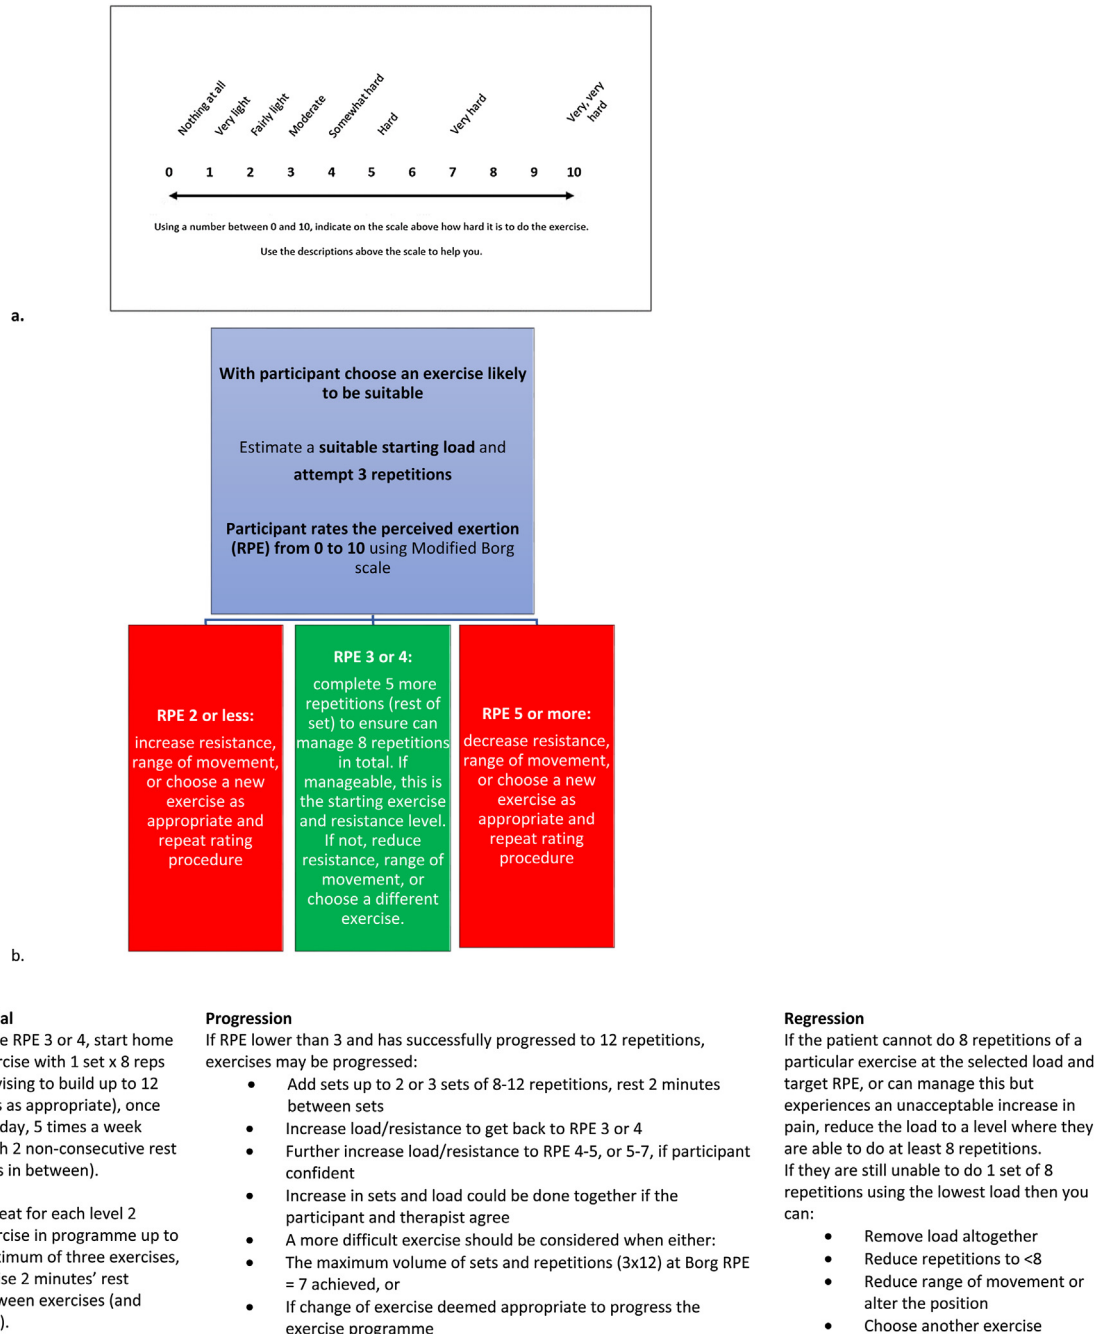 Nothing at all
Very light
Fairly light
Moderate
Somewhat hard
Hard
Very hard
Very, very
hard
0 1 2 3 4 5 6 7 8 9 10
Using a number between 0 and 10, indicate on the scale above how hard it is to do the exercise.
Use the descriptions above the scale to help you.
a.
With participant choose an exercise likely
to be suitable
Estimate a suitable starting load and
attempt 3 repetitions
Participant rates the perceived exertion
(RPE) from 0 to 10 using Modified Borg
scale
RPE 2 or less:
increase resistance,
range of movement,
or choose a new
exercise as
appropriate and
repeat rating
procedure
RPE 3 or 4:
complete 5 more
repetitions (rest of
set) to ensure can
manage 8 repetitions
in total. If
manageable, this is
the starting exercise
and resistance level.
If not, reduce
resistance, range of
movement, or
choose a different
exercise.
RPE 5 or more:
decrease resistance,
range of movement,
or choose a new
exercise as
appropriate and
repeat rating
procedure
b.
al
e RPE 3 or 4, start home
rcise with 1 set x 8 reps
vising to build up to 12
s as appropriate), once
day, 5 times a week
h 2 non-consecutive rest
s in between).
eat for each level 2
rcise in programme up to
ximum of three exercises,
ise 2 minutes’ rest
ween exercises (and
).
Progression
If RPE lower than 3 and has successfully progressed to 12 repetitions,
exercises may be progressed:
• Add sets up to 2 or 3 sets of 8-12 repetitions, rest 2 minutes
between sets
• Increase load/resistance to get back to RPE 3 or 4
• Further increase load/resistance to RPE 4-5, or 5-7, if participant
confident
• Increase in sets and load could be done together if the
participant and therapist agree
• A more difficult exercise should be considered when either:
• The maximum volume of sets and repetitions (3x12) at Borg RPE
= 7 achieved, or
• If change of exercise deemed appropriate to progress the
exercise programme
Regression
If the patient cannot do 8 repetitions of a
particular exercise at the selected load and
target RPE, or can manage this but
experiences an unacceptable increase in
pain, reduce the load to a level where they
are able to do at least 8 repetitions.
If they are still unable to do 1 set of 8
repetitions using the lowest load then you
can:
• Remove load altogether
• Reduce repetitions to <8
• Reduce range of movement or
alter the position
• Choose another exercise